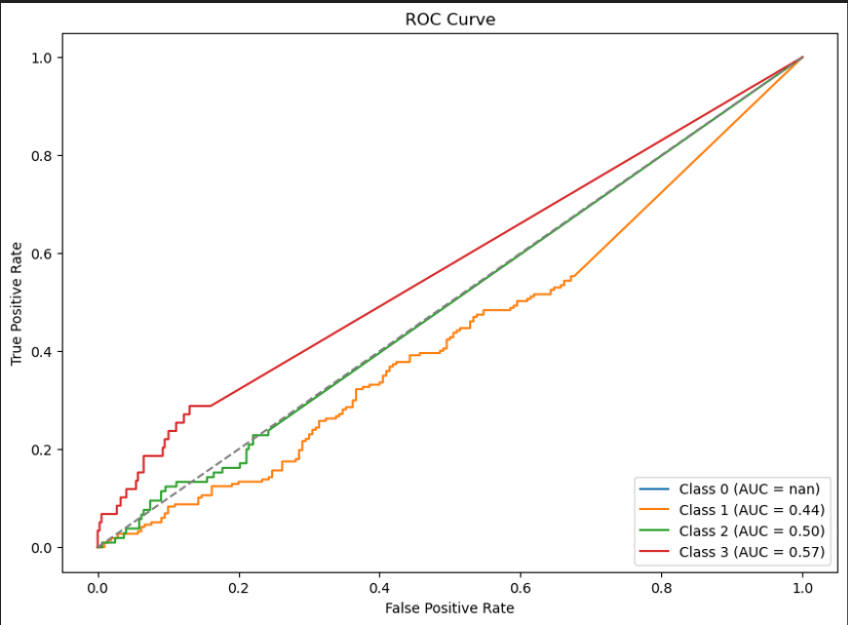 ROC Curve
True Positive Rate
1.0
0.8
0.6
0.4
0.2
0.0
Class 0 (AUC = nan)
Class 1 (AUC = 0.44)
Class 2 (AUC = 0.50)
Class 3 (AUC = 0.57)
0.0 0.2 0.4 0.6 0.8 1.0
False Positive Rate